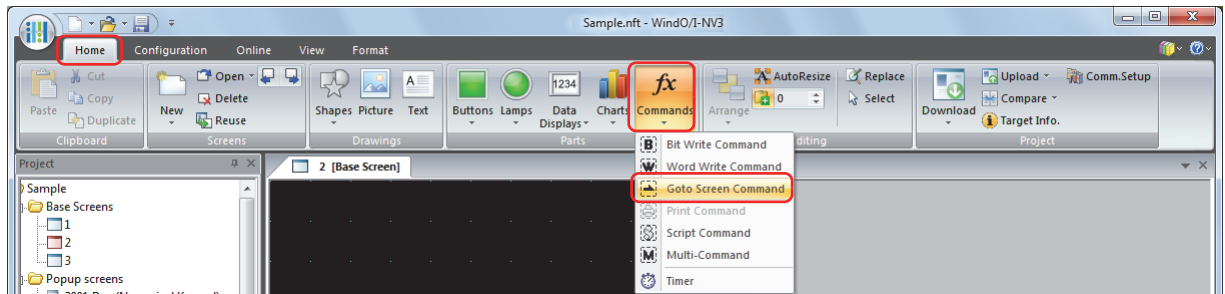 Sample.nft - WindO/I-NV3
Home Configuration Online View Format
Cut
Copy
Duplicate
Paste
Clipboard
New
Open
Delete
Reuse
Screens
Shapes Picture Text
Drawings
Buttons Lamps Data Displays Charts Commands
1234
Parts
Arrange
AutoResize
0
Replace
Select
diting
Download
Upload
Compare
Target Info.
Comm.Setup
Project
Bit Write Command
Word Write Command
Goto Screen Command
Print Command
Script Command
Multi-Command
Timer
Project
2 [Base Screen]
Sample
Base Screens
1
2
3
Popup screens